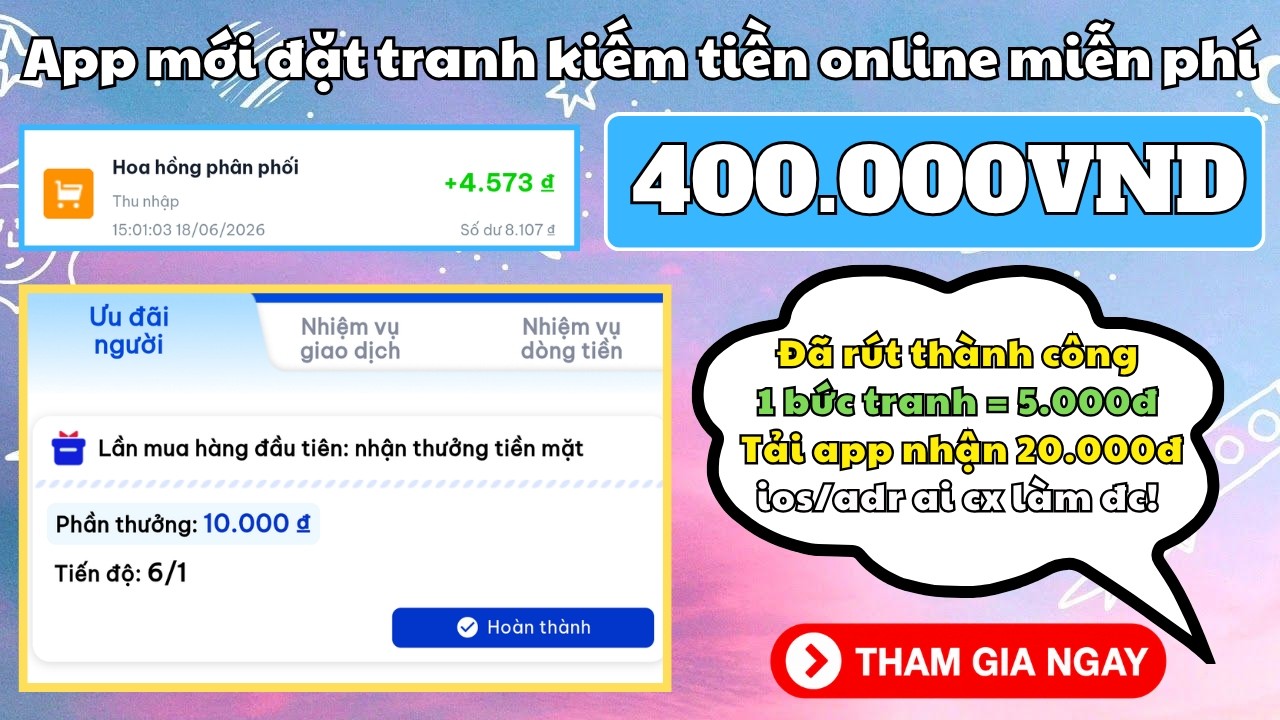 App mới đặt tranh kiếm tiền online miễn phí
Hoa hồng phân phối
+4.573 đ
Thu nhập
15:01:03 18/06/2026
Số dư 8.107 đ
400.000VND
Ưu đãi
người
Nhiệm vụ
giao dịch
Nhiệm vụ
dòng tiền
Lần mua hàng đầu tiên: nhận thưởng tiền mặt
Phần thưởng: 10.000 đ
Tiến độ: 6/1
Hoàn thành
Đã rút thành công
1 bức tranh = 5.000đ
Tải app nhận 20.000đ
ios/adr ai cx làm đc!
THAM GIA NGAY